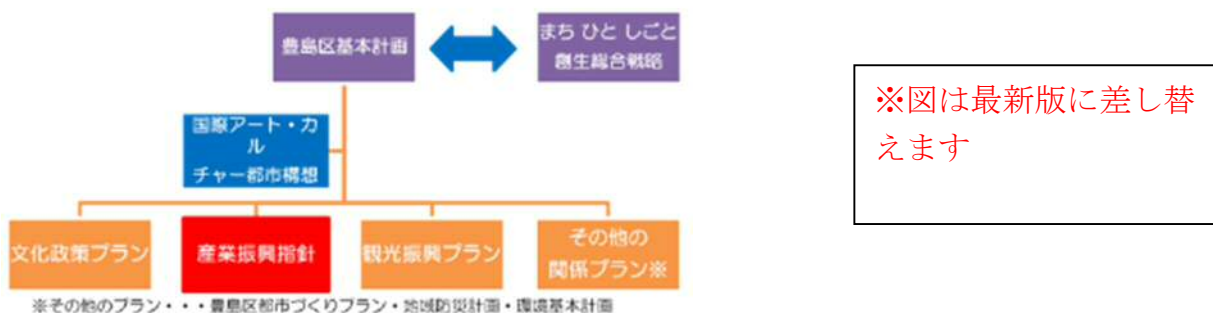 豊島区基本計画
まち ひと しごと
創生総合戦略
※図は最新版に差し替
えます
国際アート・カ
ル
チャー都市構想
文化政策プラン
産業振興指針
観光振興プラン
その他の
関係プラン※
※その他のプラン・・・豊島区都市づくりプラン・地域防災計画・環境基本計画